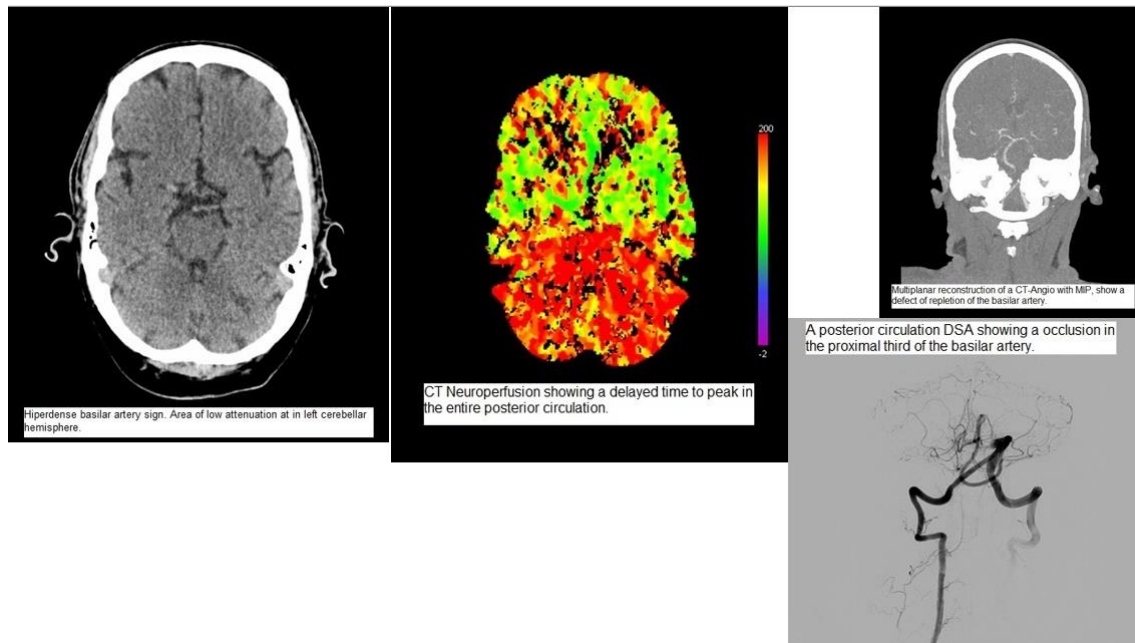 Hiperdense basilar artery sign. Area of low attenuation at in left cerebellar
hemisphere.
200
-2
CT Neuroperfusion showing a delayed time to peak in
the entire posterior circulation.
Multiplanar reconstruction of a CT-Angio with MIP, show a
defect of repletion of the basilar artery.
A posterior circulation DSA showing a occlusion in
the proximal third of the basilar artery.